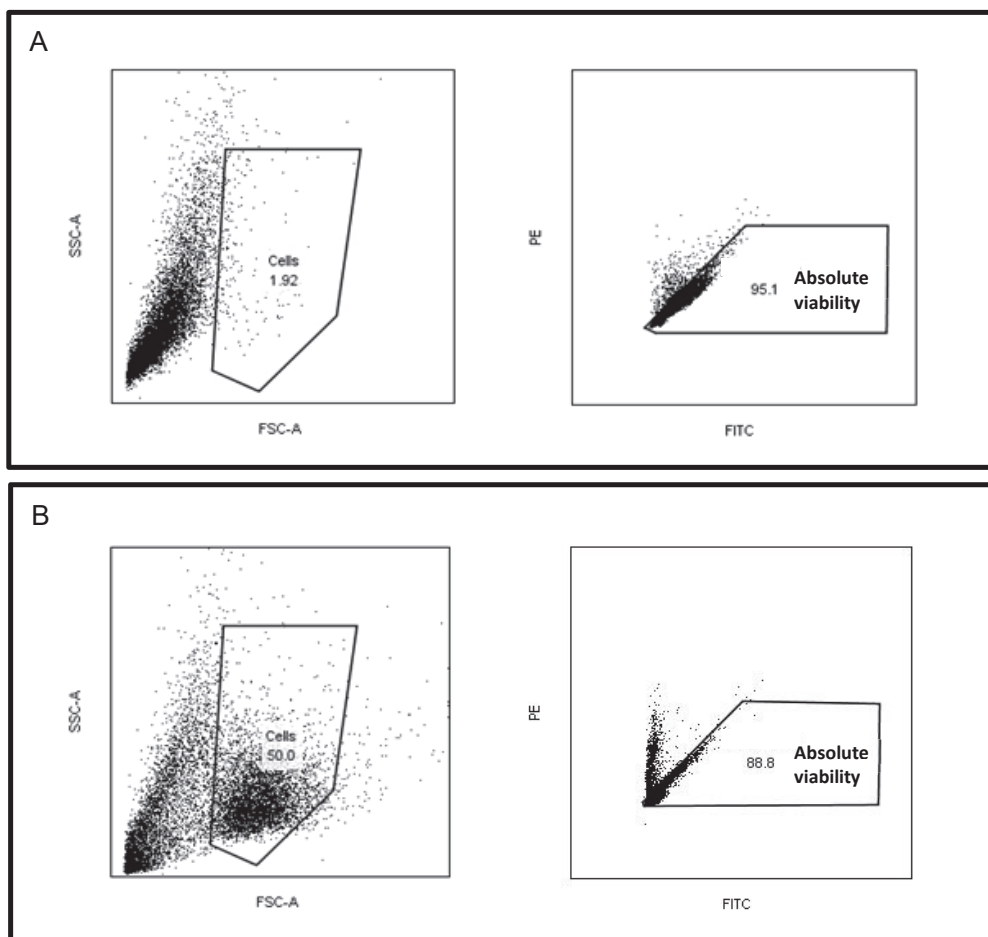 A
SSC-A
Cells
1.92
FSC-A
PE
95.1
Absolute
viability
FITC
B
SSC-A
Cells
50.0
FSC-A
PE
88.8
Absolute
viability
FITC